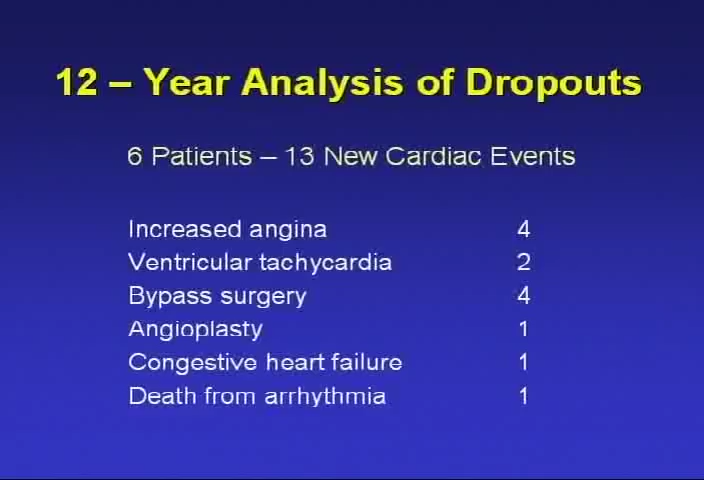 12 – Year Analysis of Dropouts
6 Patients – 13 New Cardiac Events
Increased angina 4
Ventricular tachycardia 2
Bypass surgery 4
Angioplasty 1
Congestive heart failure 1
Death from arrhythmia 1